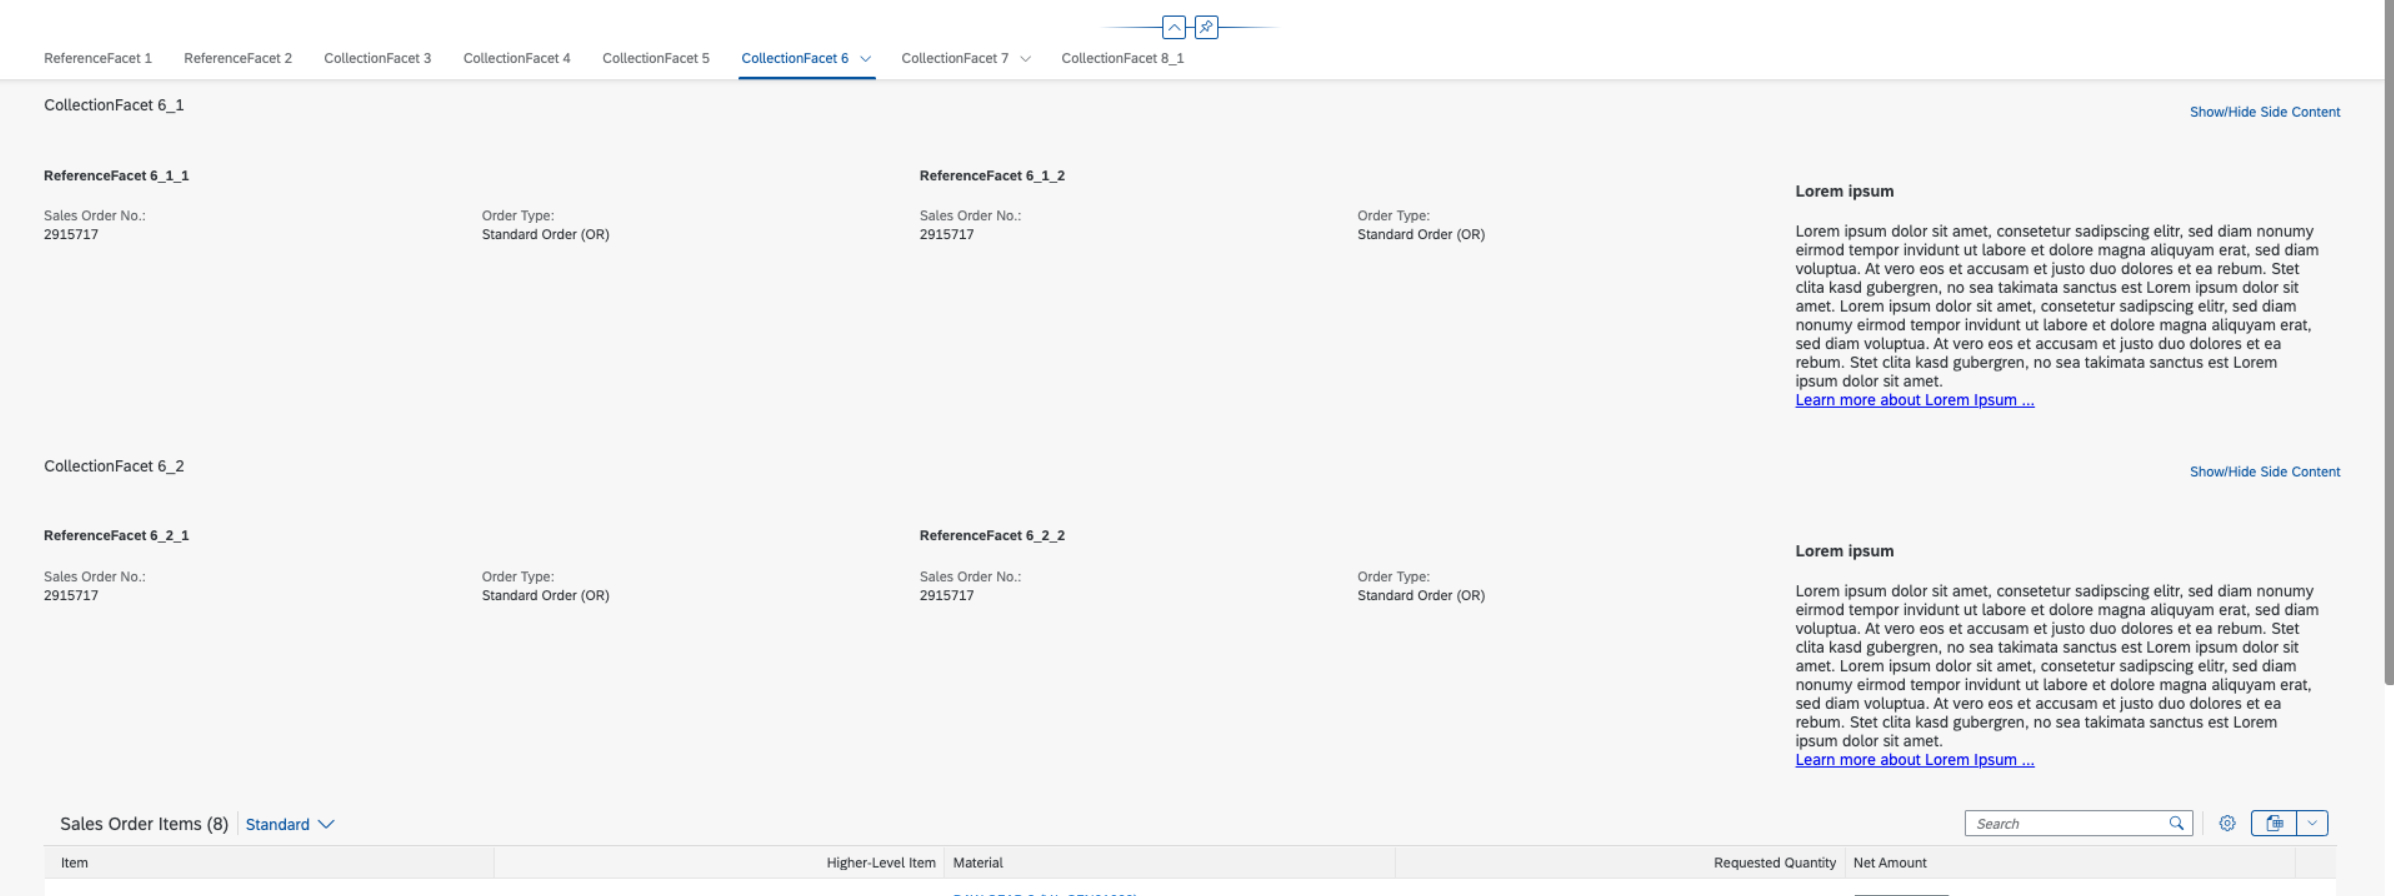 ReferenceFacet 1 ReferenceFacet 2 CollectionFacet 3 CollectionFacet 4 CollectionFacet 5 CollectionFacet 6 CollectionFacet 7 CollectionFacet 8_1
CollectionFacet 6_1
Show/Hide Side Content
ReferenceFacet 6_1_1
Sales Order No.:
2915717
Order Type:
Standard Order (OR)
ReferenceFacet 6_1_2
Sales Order No.:
2915717
Order Type:
Standard Order (OR)
Lorem ipsum
Lorem ipsum dolor sit amet, consetetur sadipscing elitr, sed diam nonumy
eirmod tempor invidunt ut labore et dolore magna aliquyam erat, sed diam
voluptua. At vero eos et accusam et justo duo dolores et ea rebum. Stet
clita kasd gubergren, no sea takimata sanctus est Lorem ipsum dolor sit
amet. Lorem ipsum dolor sit amet, consetetur sadipscing elitr, sed diam
nonumy eirmod tempor invidunt ut labore et dolore magna aliquyam erat,
sed diam voluptua. At vero eos et accusam et justo duo dolores et ea
rebum. Stet clita kasd gubergren, no sea takimata sanctus est Lorem
ipsum dolor sit amet.
Learn more about Lorem Ipsum ...
CollectionFacet 6_2
Show/Hide Side Content
ReferenceFacet 6_2_1
Sales Order No.:
2915717
Order Type:
Standard Order (OR)
ReferenceFacet 6_2_2
Sales Order No.:
2915717
Order Type:
Standard Order (OR)
Lorem ipsum
Lorem ipsum dolor sit amet, consetetur sadipscing elitr, sed diam nonumy
eirmod tempor invidunt ut labore et dolore magna aliquyam erat, sed diam
voluptua. At vero eos et accusam et justo duo dolores et ea rebum. Stet
clita kasd gubergren, no sea takimata sanctus est Lorem ipsum dolor sit
amet. Lorem ipsum dolor sit amet, consetetur sadipscing elitr, sed diam
nonumy eirmod tempor invidunt ut labore et dolore magna aliquyam erat,
sed diam voluptua. At vero eos et accusam et justo duo dolores et ea
rebum. Stet clita kasd gubergren, no sea takimata sanctus est Lorem
ipsum dolor sit amet.
Learn more about Lorem Ipsum ...
Sales Order Items (8) Standard Search
Item Higher-Level Item Material Requested Quantity Net Amount